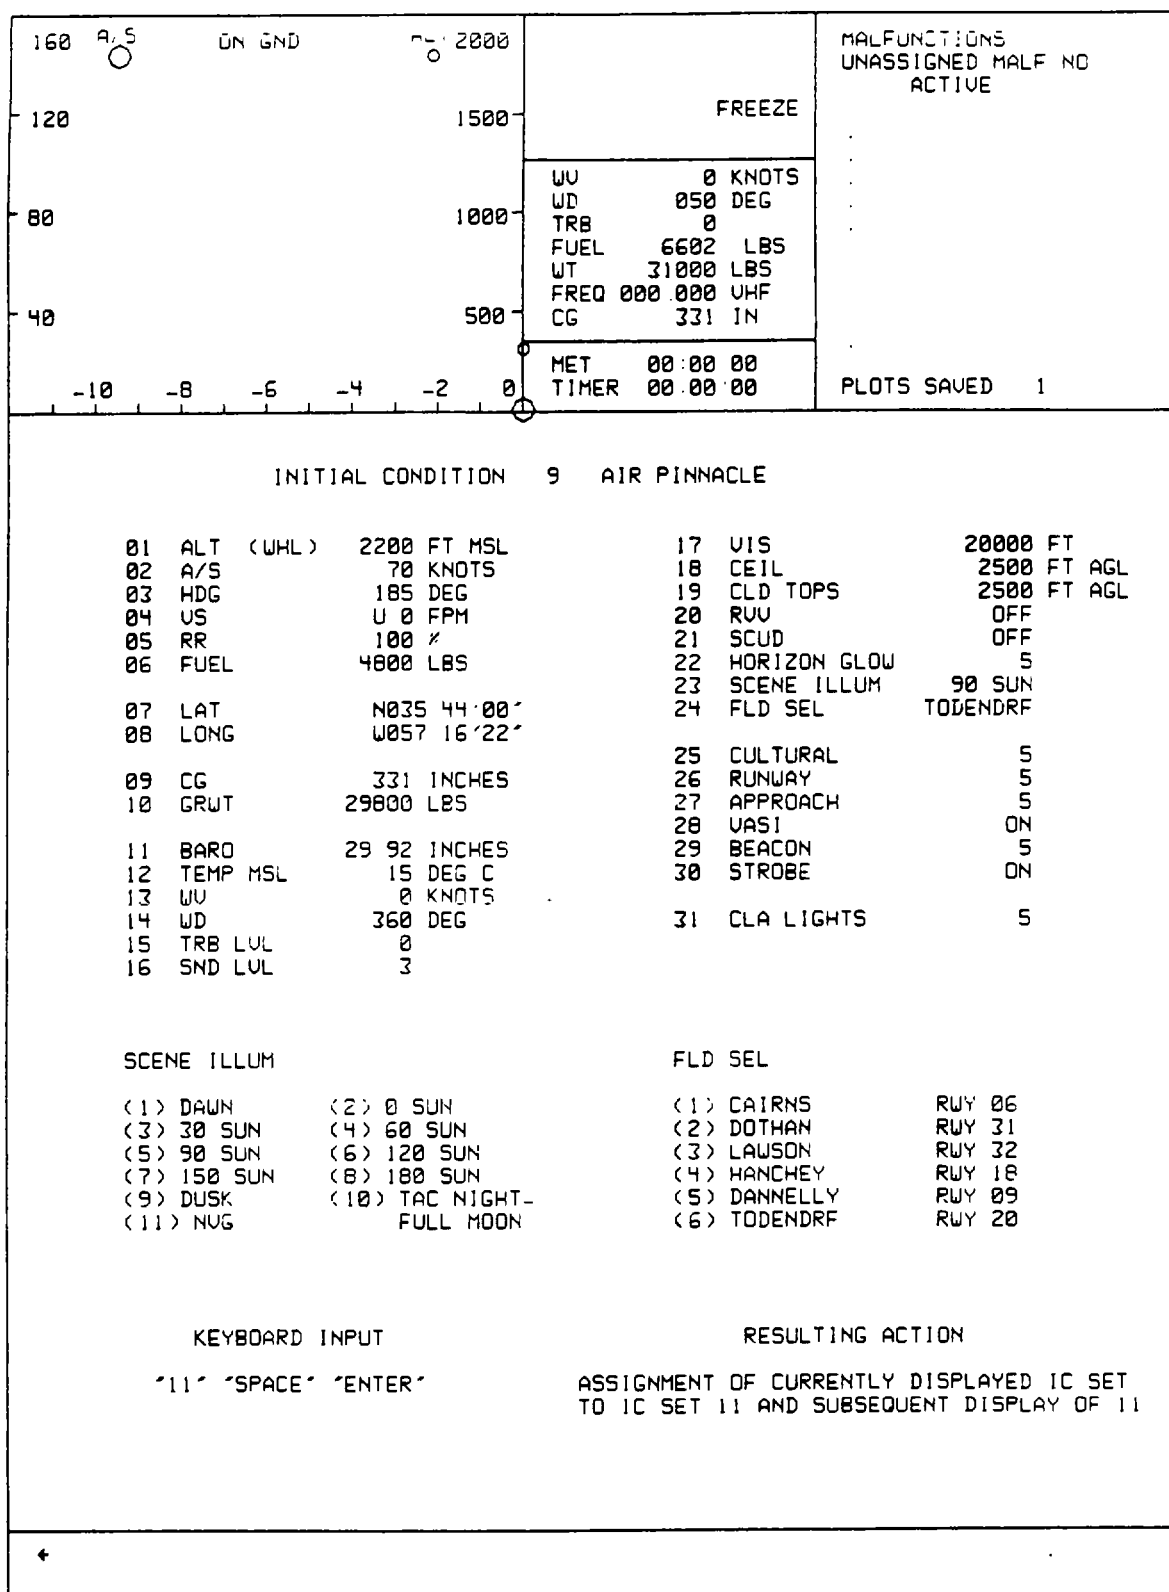 160 A/S ON GND 2000
120 1500
80 1000
40 500
-10 -8 -6 -4 -2 0
FREEZE
WV 0 KNOTS
WD 050 DEG
TRB 0
FUEL 6602 LBS
WT 31000 LBS
FREQ 000.000 VHF
CG 331 IN
MET 00:00 00
TIMER 00:00:00
MALFUNCTIONS
UNASSIGNED MALF NO
ACTIVE
PLOTS SAVED 1
INITIAL CONDITION 9 AIR PINNACLE
01 ALT (WHL) 2200 FT MSL
02 A/S 70 KNOTS
03 HDG 185 DEG
04 VS U 0 FPM
05 RR 100 %
06 FUEL 4800 LBS
07 LAT N035 44'00"
08 LONG W057 16'22"
09 CG 331 INCHES
10 GRWT 29800 LBS
11 BARO 29 92 INCHES
12 TEMP MSL 15 DEG C
13 WV 0 KNOTS
14 WD 360 DEG
15 TRB LVL 0
16 SND LVL 3
17 VIS 20000 FT
18 CEIL 2500 FT AGL
19 CLD TOPS 2500 FT AGL
20 RVV OFF
21 SCUD OFF
22 HORIZON GLOW 5
23 SCENE ILLUM 90 SUN
24 FLD SEL TODENDRF
25 CULTURAL 5
26 RUNWAY 5
27 APPROACH 5
28 VASI ON
29 BEACON 5
30 STROBE ON
31 CLA LIGHTS 5
SCENE ILLUM
(1) DAWN (2) 0 SUN
(3) 30 SUN (4) 60 SUN
(5) 90 SUN (6) 120 SUN
(7) 150 SUN (8) 180 SUN
(9) DUSK (10) TAC NIGHT-
(11) NVG FULL MOON
FLD SEL
(1) CAIRNS RWY 06
(2) DOTHAN RWY 31
(3) LAWSON RWY 32
(4) HANCHEY RWY 18
(5) DANNELLY RWY 09
(6) TODENDRF RWY 20
KEYBOARD INPUT
"11" "SPACE" "ENTER"
RESULTING ACTION
ASSIGNMENT OF CURRENTLY DISPLAYED IC SET
TO IC SET 11 AND SUBSEQUENT DISPLAY OF 11